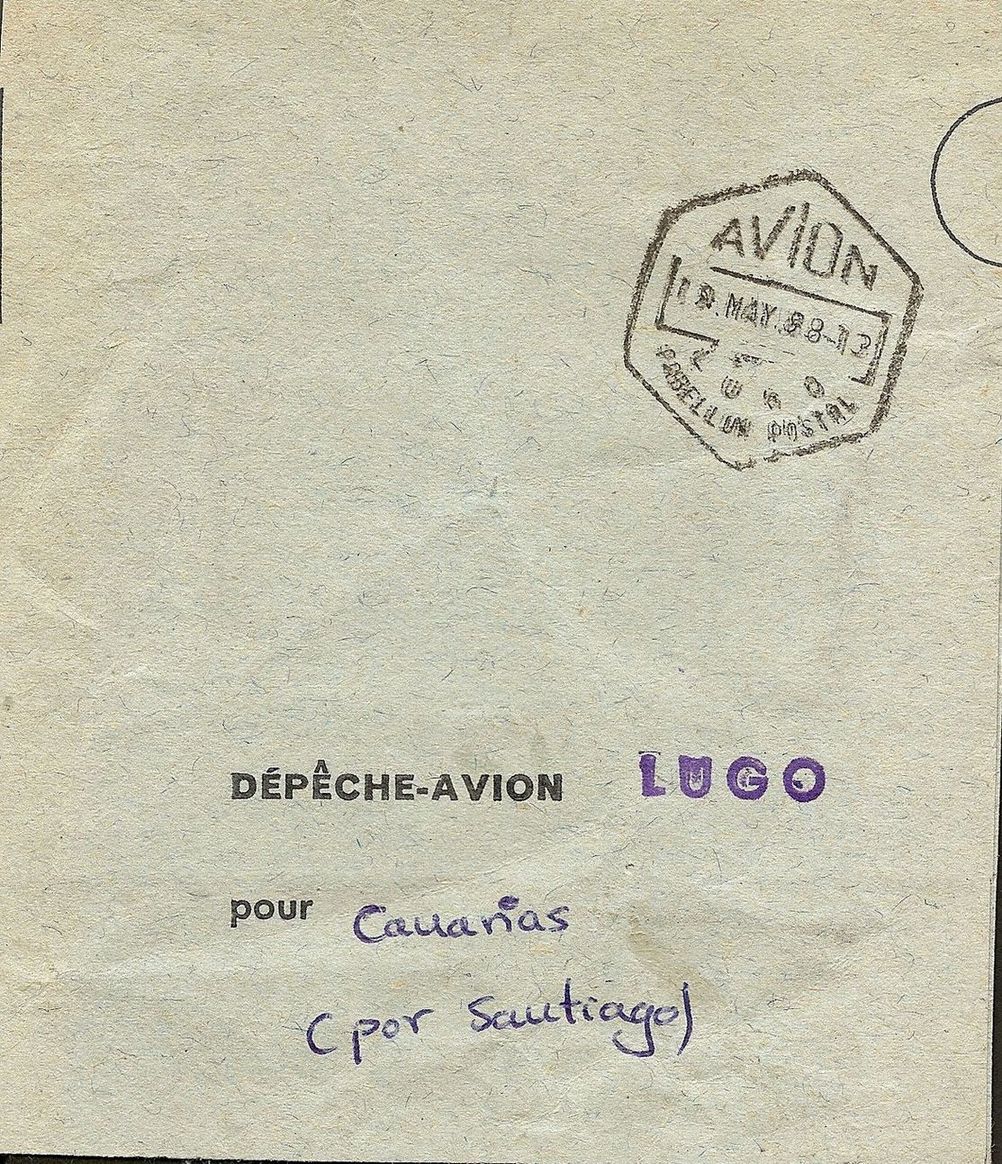 AVION
MAY.88-13
LUGO
PABELLON POSTAL
DÉPÊCHE-AVION LUGO
pour Canarias
(por Santiago)